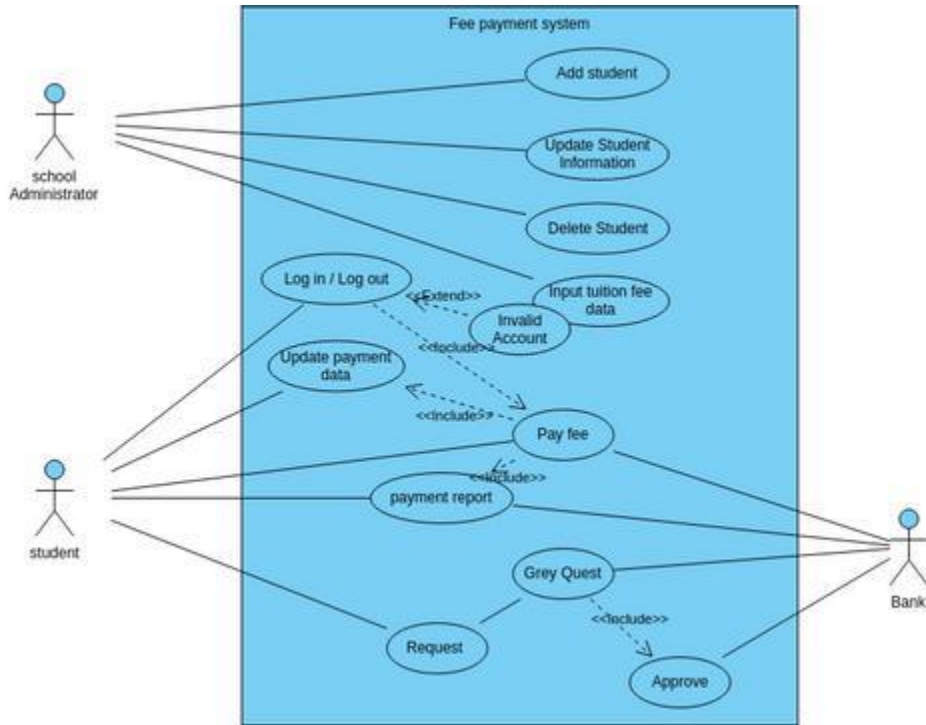 Fee payment system
Add student
school
Administrator
Update Student
Information
Delete Student
Log in / Log out
<<Extend>>
Input tuition fee
data
Invalid
Account
<<Include>>
Update payment
data
<<Include>>
Pay fee
<<Include>>
payment report
student
Grey Quest
Bank
<<Include>>
Request
Approve